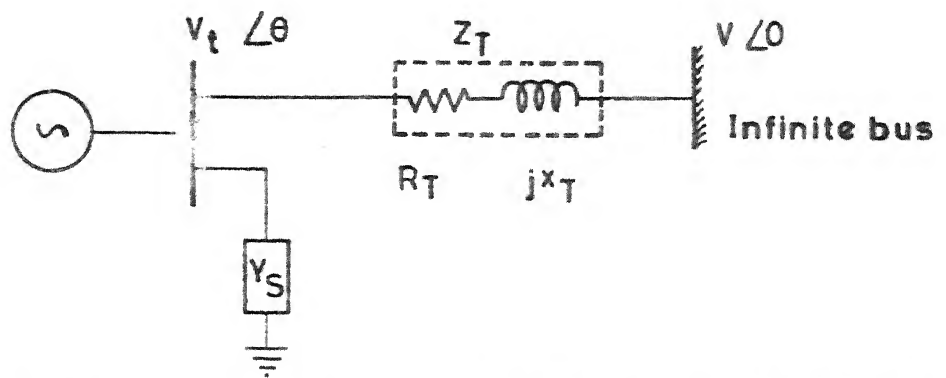 V_t ∠θ
Z_T
V ∠0
Infinite bus
R_T
jx_T
Y_S